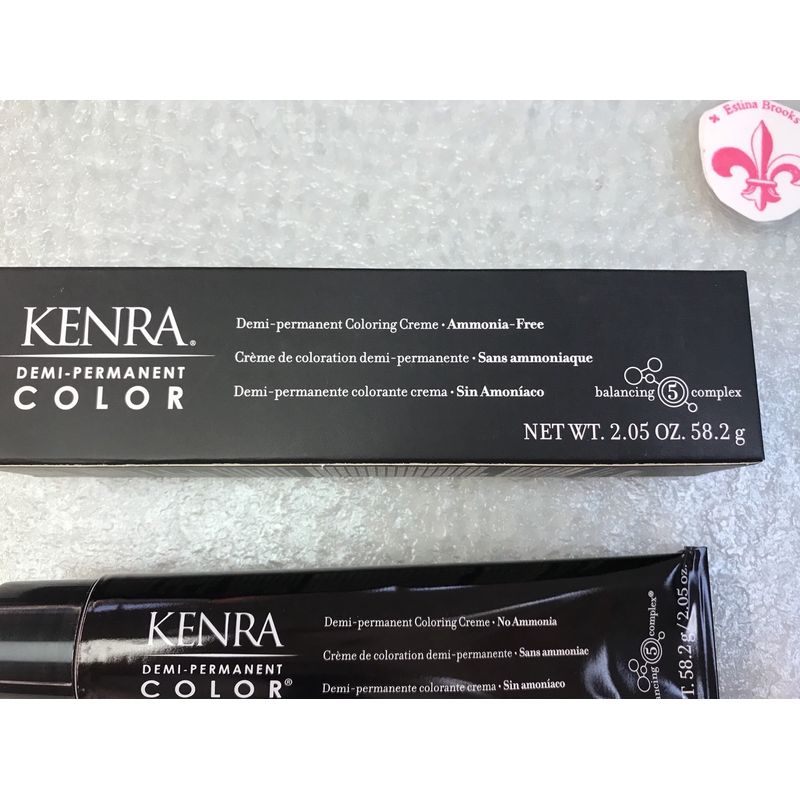 Estina Brooks
KENRA®
DEMI-PERMANENT
COLOR
Demi-permanent Coloring Creme • Ammonia-Free
Crème de coloration demi-permanente • Sans ammoniaque
Demi-permanente colorante crema • Sin Amoníaco
balancing 5 complex
NET WT. 2.05 OZ. 58.2 g
KENRA
DEMI-PERMANENT
COLOR®
Demi-permanent Coloring Creme • No Ammonia
Crème de coloration demi-permanente • Sans ammoniac
Demi-permanente colorante crema • Sin amoníaco
ancing 5 complex®
T. 58.2 g / 2.05 oz.